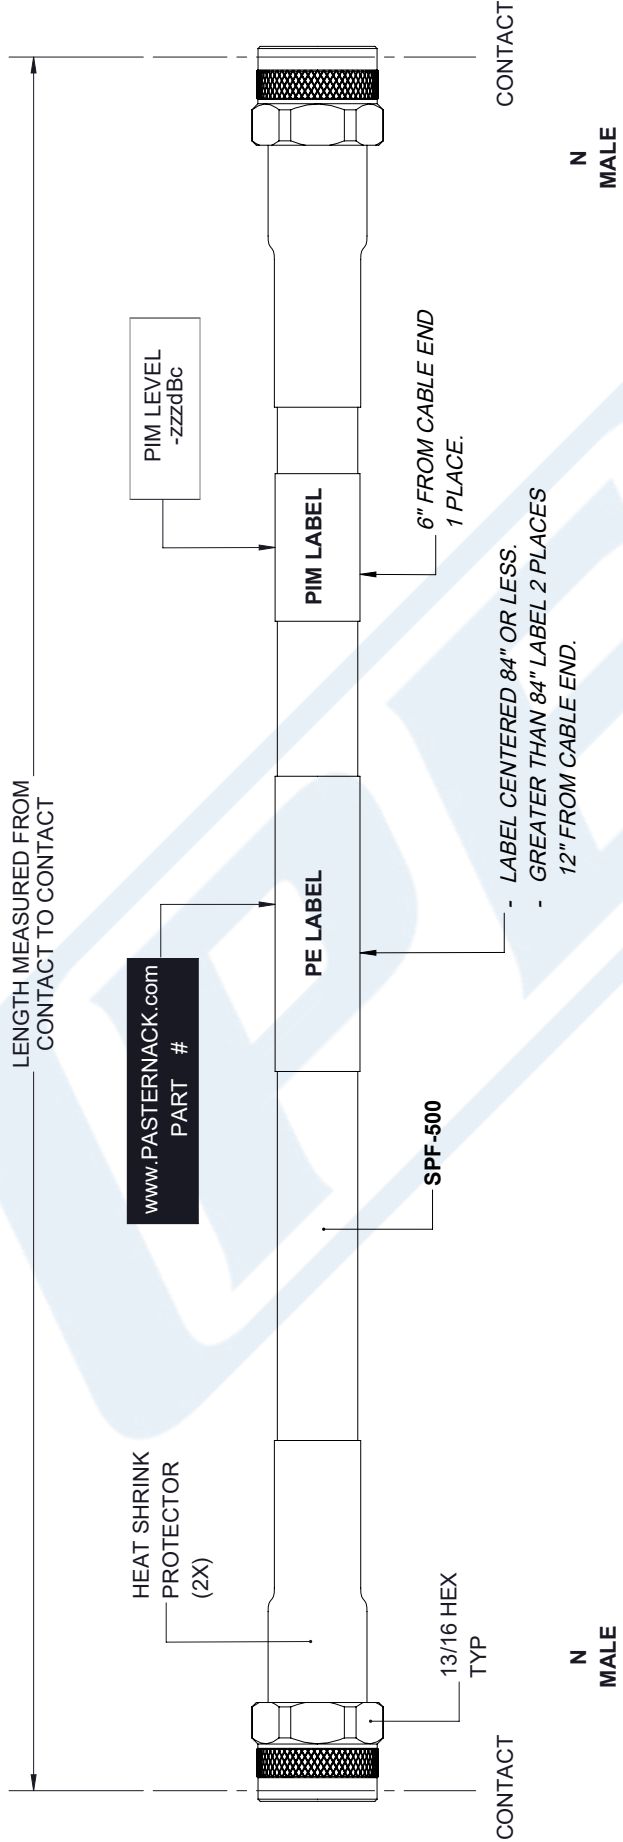 LENGTH MEASURED FROM
CONTACT TO CONTACT
HEAT SHRINK
PROTECTOR
(2X)
www.PASTERNACK.com
PART #
PIM LEVEL
-zzzdBc
PE LABEL
PIM LABEL
13/16 HEX
TYP
SPF-500
- LABEL CENTERED 84" OR LESS.
- GREATER THAN 84" LABEL 2 PLACES
12" FROM CABLE END.
6" FROM CABLE END
1 PLACE.
CONTACT
CONTACT
N
MALE
N
MALE